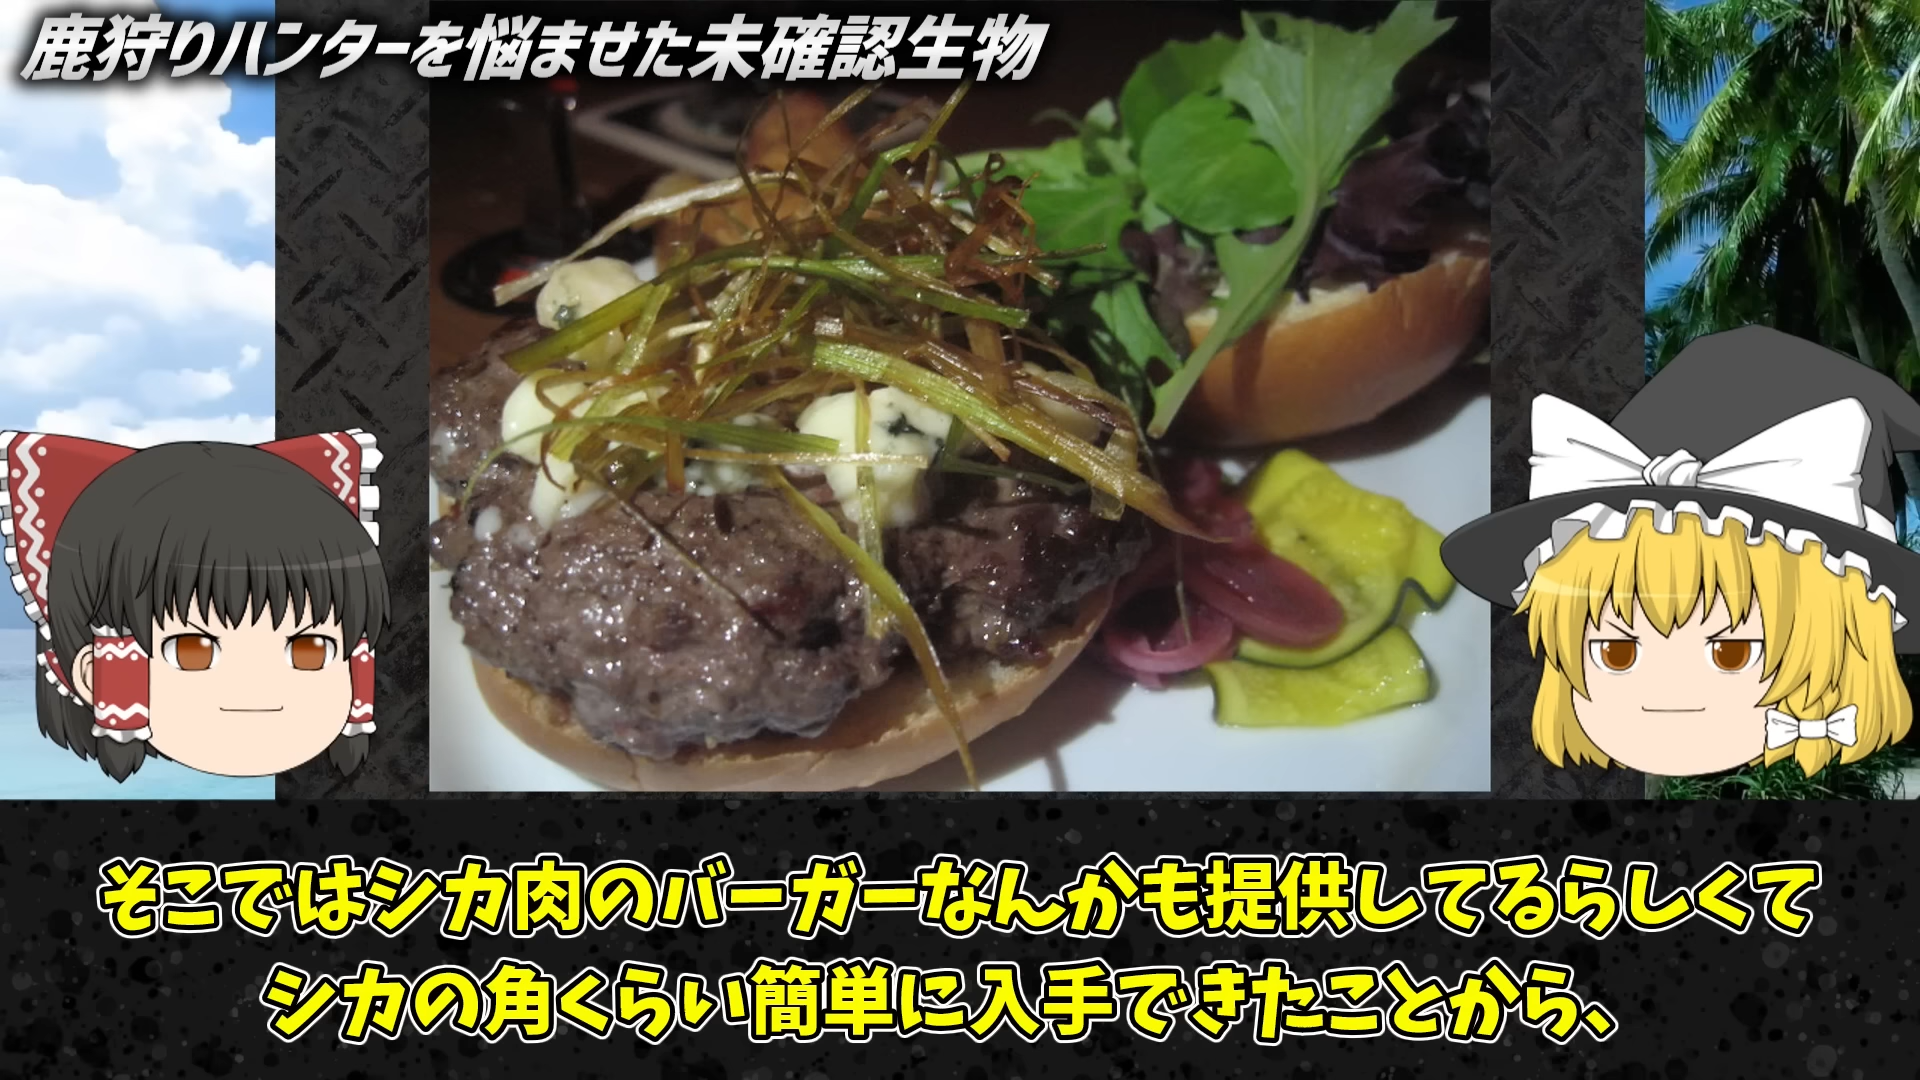 鹿狩りハンターを悩ませた未確認生物
そこではシカ肉のバーガーなんかも提供してるらしくて
シカの角くらい簡単に入手できたことから、